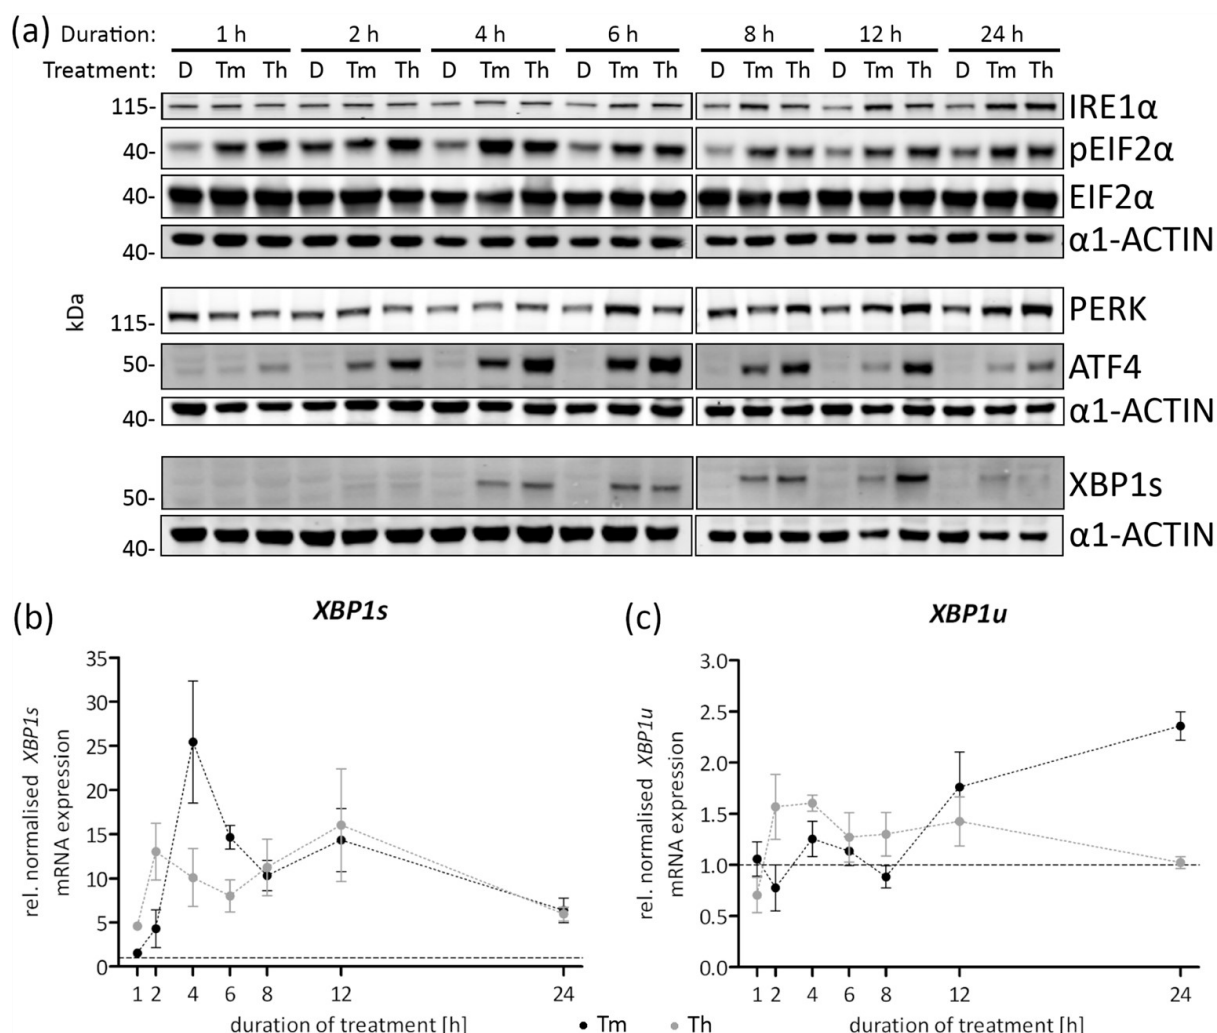 (a) Duration: 1 h 2 h 4 h 6 h 8 h 12 h 24 h
Treatment: D Tm Th D Tm Th D Tm Th D Tm Th D Tm Th D Tm Th D Tm Th
115- IRE1α
40- pEIF2α
40- EIF2α
40- α1-ACTIN
kDa
115- PERK
50- ATF4
40- α1-ACTIN
50- XBP1s
40- α1-ACTIN
(b) XBP1s
rel. normalised XBP1s
mRNA expression
35
30
25
20
15
10
5
0
1 2 4 6 8 12 24
duration of treatment [h]
(c) XBP1u
rel. normalised XBP1u
mRNA expression
3.0
2.5
2.0
1.5
1.0
0.5
0.0
1 2 4 6 8 12 24
duration of treatment [h]
Tm Th